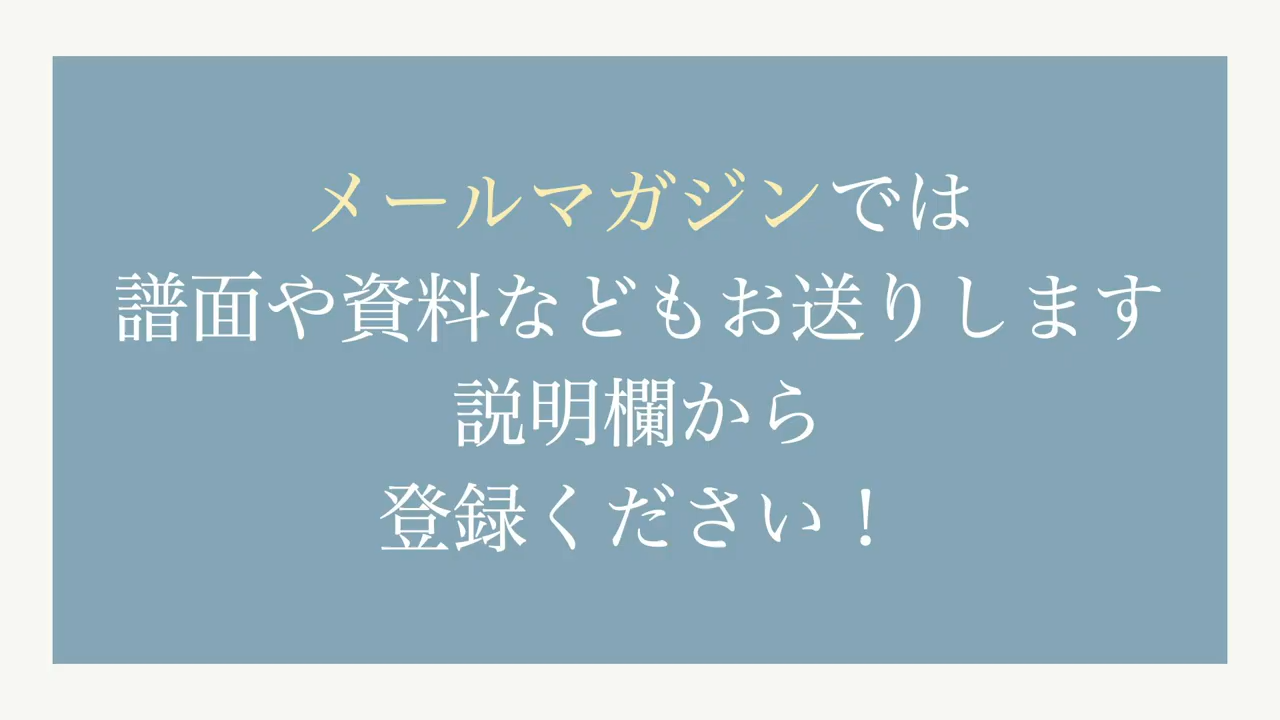 メールマガジンでは
譜面や資料などもお送りします
説明欄から
登録ください！